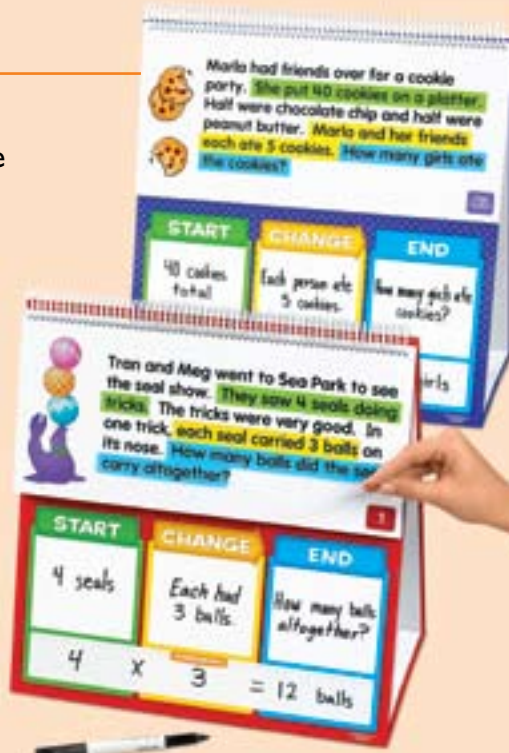 e
Marla had friends over for a cookie
party. She put 40 cookies on a platter.
Half were chocolate chip and half were
peanut butter. Marla and her friends
each ate 5 cookies. How many girls ate
the cookies?
START
CHANGE
END
40 cookies
total
Each person ate
5 cookies.
How many girls ate
cookies?
girls
Tran and Meg went to Sea Park to see
the seal show. They saw 4 seals doing
tricks. The tricks were very good. In
one trick, each seal carried 3 balls on
its nose. How many balls did the
carry altogether?
START
CHANGE
END
4 seals
Each had
3 balls.
How many balls
altogether?
4 x 3 = 12 balls